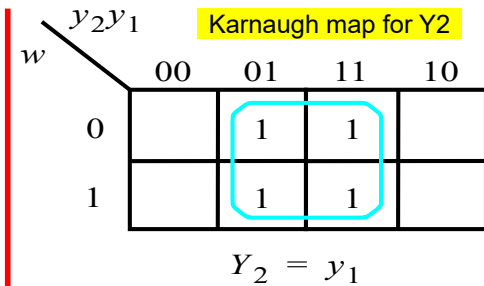 y2y1 Karnaugh map for Y2
w
00 01 11 10
0 1 1
1 1 1
Y2 = y1